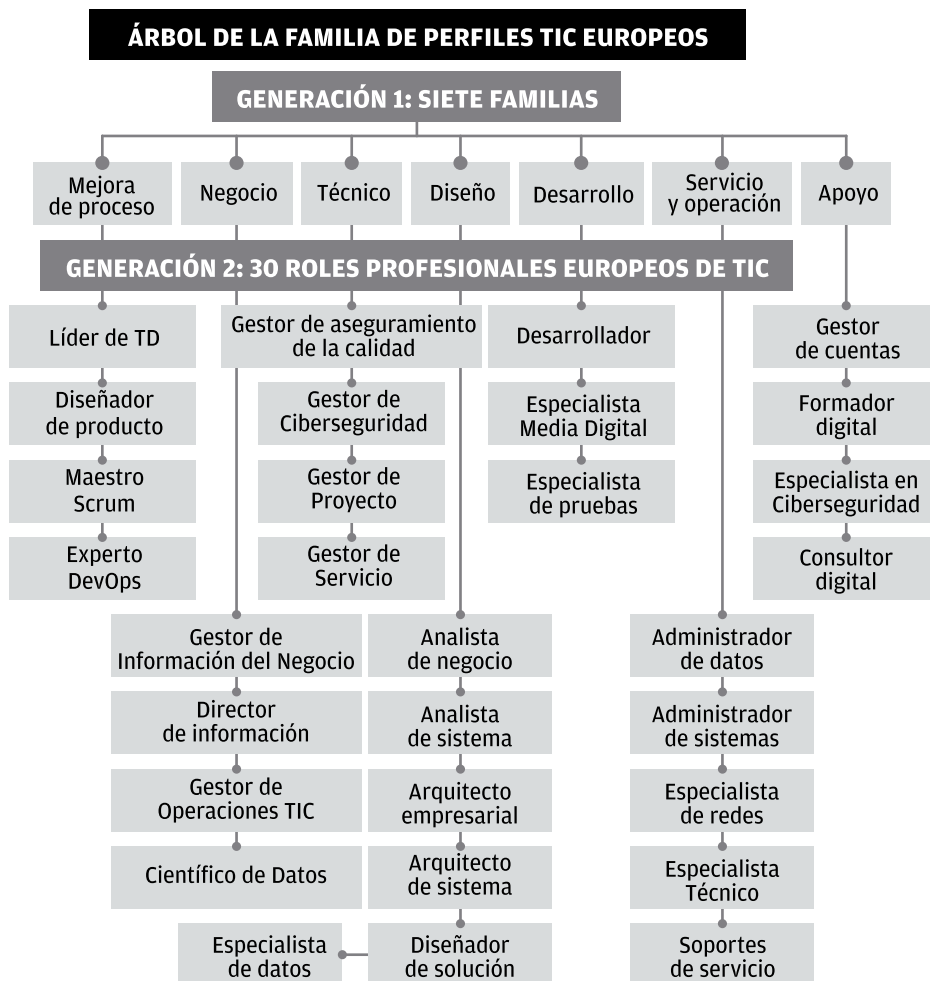 ÁRBOL DE LA FAMILIA DE PERFILES TIC EUROPEOS
GENERACIÓN 1: SIETE FAMILIAS
Mejora
de proceso
Negocio
Técnico
Diseño
Desarrollo
Servicio
y operación
Apoyo
GENERACIÓN 2: 30 ROLES PROFESIONALES EUROPEOS DE TIC
Líder de TD
Diseñador
de producto
Maestro
Scrum
Experto
DevOps
Gestor de
Información del Negocio
Director
de información
Gestor de
Operaciones TIC
Científico de Datos
Gestor de aseguramiento
de la calidad
Gestor de
Ciberseguridad
Gestor de
Proyecto
Gestor de
Servicio
Analista
de negocio
Analista
de sistema
Arquitecto
empresarial
Arquitecto
de sistema
Diseñador
de solución
Especialista
de datos
Desarrollador
Especialista
Media Digital
Especialista
de pruebas
Administrador
de datos
Administrador
de sistemas
Especialista
de redes
Especialista
Técnico
Soportes
de servicio
Gestor
de cuentas
Formador
digital
Especialista en
Ciberseguridad
Consultor
digital